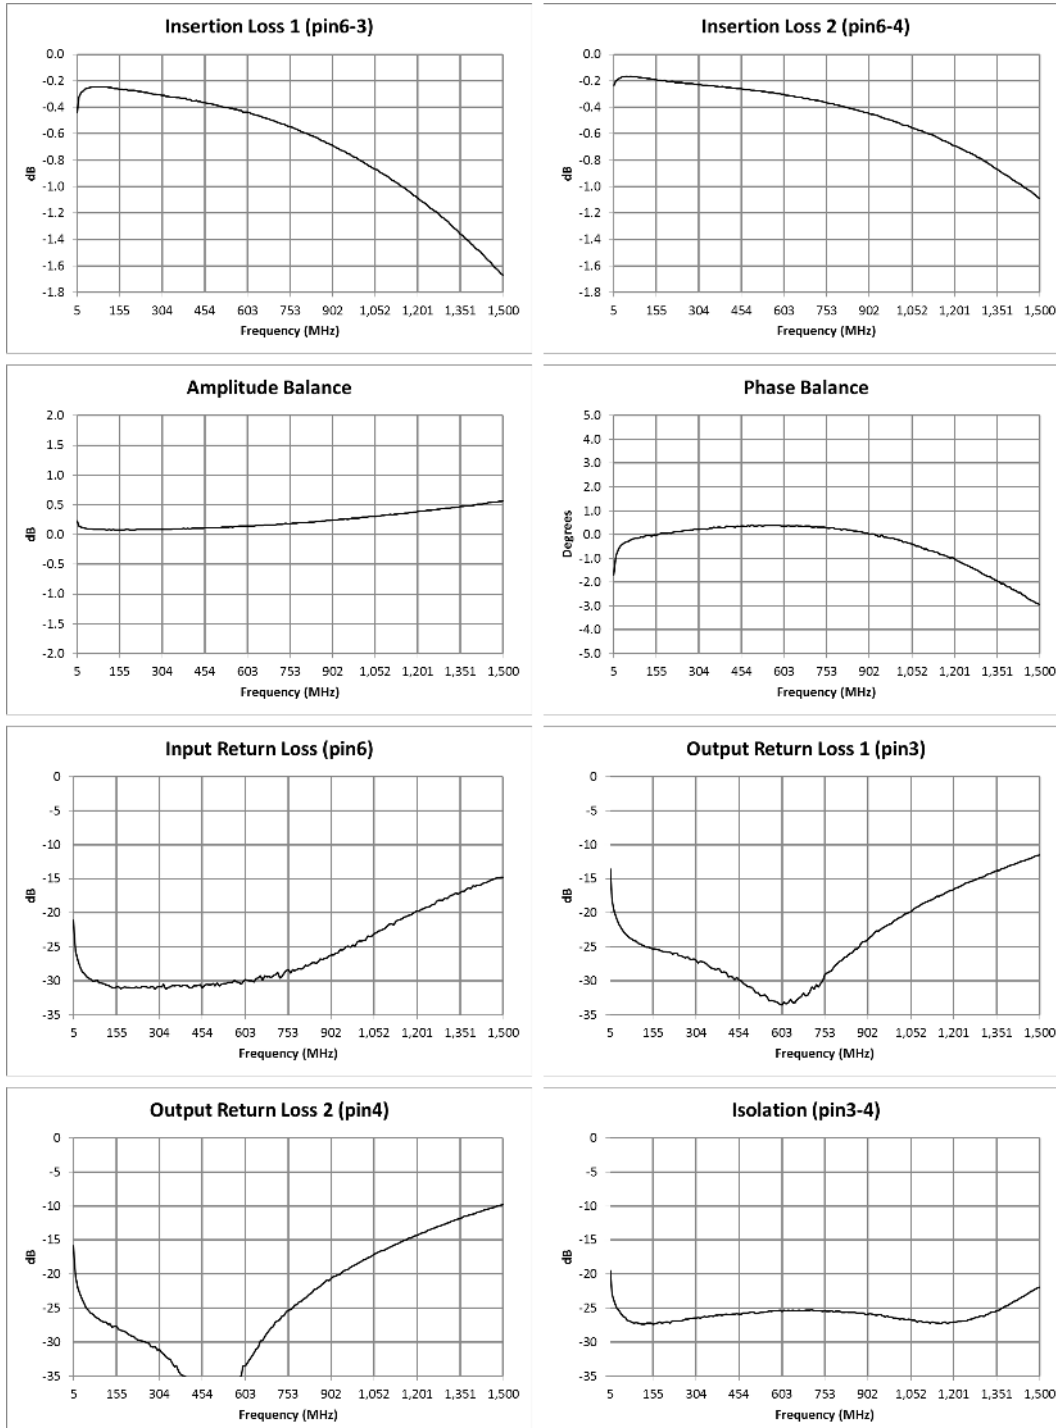 Insertion Loss 1 (pin6-3)
0.0
-0.2
-0.4
-0.6
-0.8
-1.0
-1.2
-1.4
-1.6
-1.8
dB
5 155 304 454 603 753 902 1,052 1,201 1,351 1,500
Frequency (MHz)
Insertion Loss 2 (pin6-4)
0.0
-0.2
-0.4
-0.6
-0.8
-1.0
-1.2
-1.4
-1.6
-1.8
dB
5 155 304 454 603 753 902 1,052 1,201 1,351 1,500
Frequency (MHz)
Amplitude Balance
2.0
1.5
1.0
0.5
0.0
-0.5
-1.0
-1.5
-2.0
dB
5 155 304 454 603 753 902 1,052 1,201 1,351 1,500
Frequency (MHz)
Phase Balance
5.0
4.0
3.0
2.0
1.0
0.0
-1.0
-2.0
-3.0
-4.0
-5.0
Degrees
5 155 304 454 603 753 902 1,052 1,201 1,351 1,500
Frequency (MHz)
Input Return Loss (pin6)
0
-5
-10
-15
-20
-25
-30
-35
dB
5 155 304 454 603 753 902 1,052 1,201 1,351 1,500
Frequency (MHz)
Output Return Loss 1 (pin3)
0
-5
-10
-15
-20
-25
-30
-35
dB
5 155 304 454 603 753 902 1,052 1,201 1,351 1,500
Frequency (MHz)
Output Return Loss 2 (pin4)
0
-5
-10
-15
-20
-25
-30
-35
dB
5 155 304 454 603 753 902 1,052 1,201 1,351 1,500
Frequency (MHz)
Isolation (pin3-4)
0
-5
-10
-15
-20
-25
-30
-35
dB
5 155 304 454 603 753 902 1,052 1,201 1,351 1,500
Frequency (MHz)